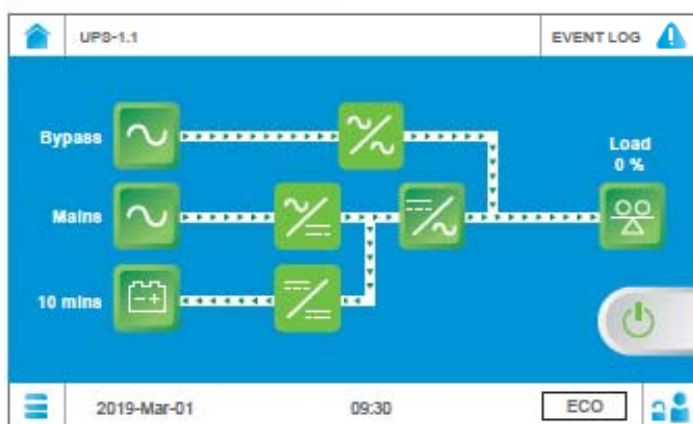 UPS-1.1
EVENT LOG
Bypass
Load
0 %
Mains
10 mins
2019-Mar-01
09:30
ECO